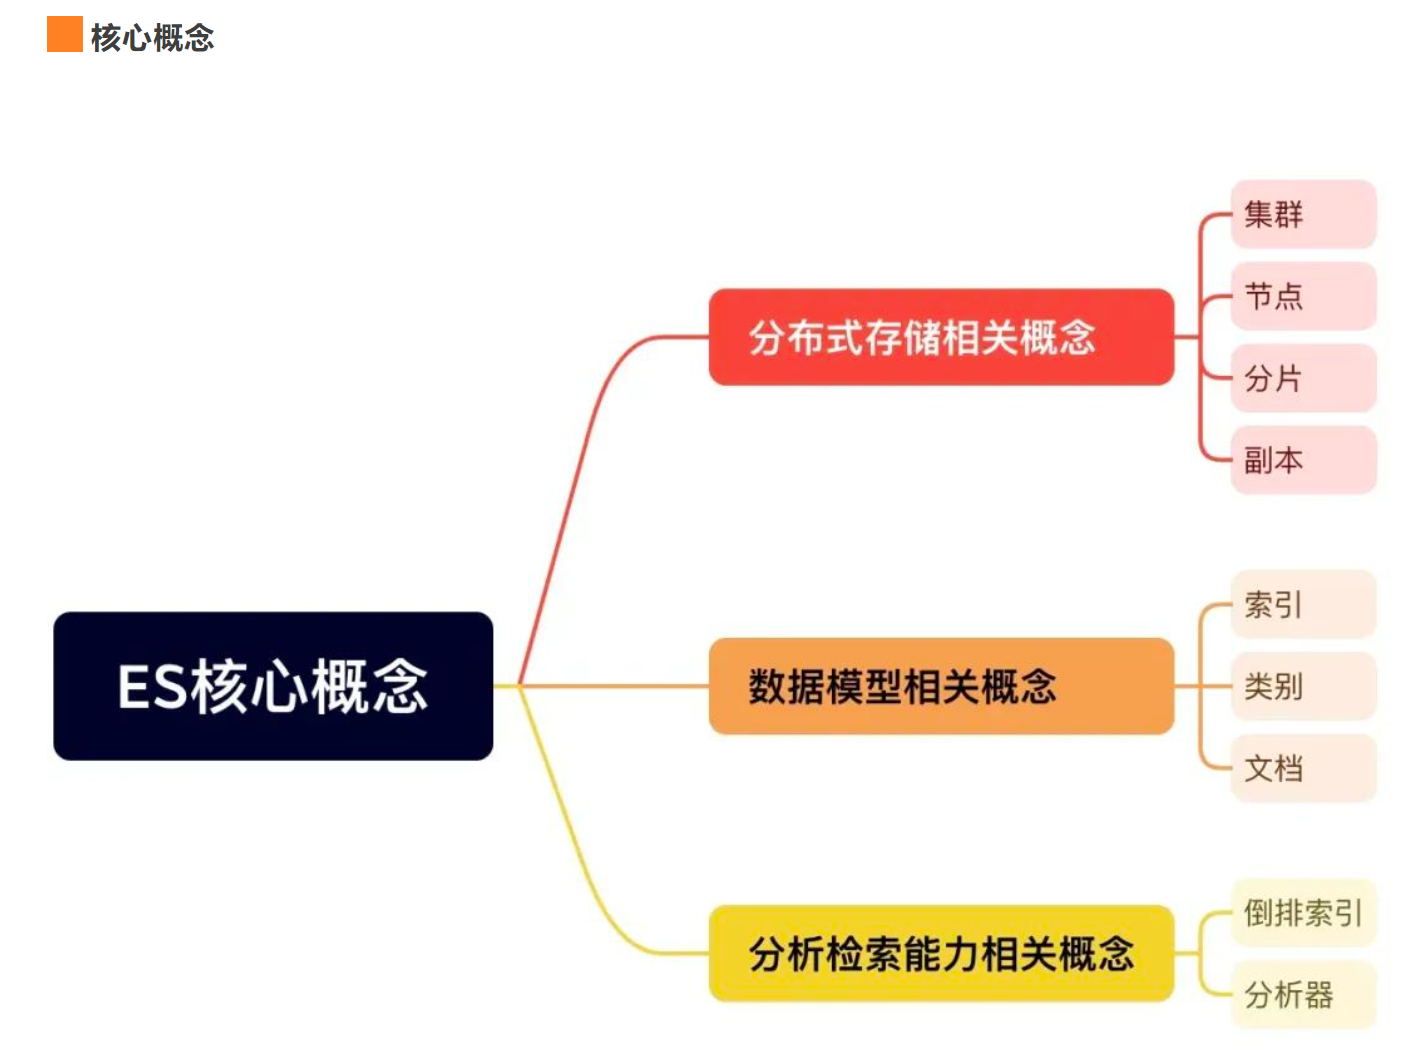 核心概念
ES核心概念
分布式存储相关概念
集群
节点
分片
副本
数据模型相关概念
索引
类别
文档
分析检索能力相关概念
倒排索引
分析器